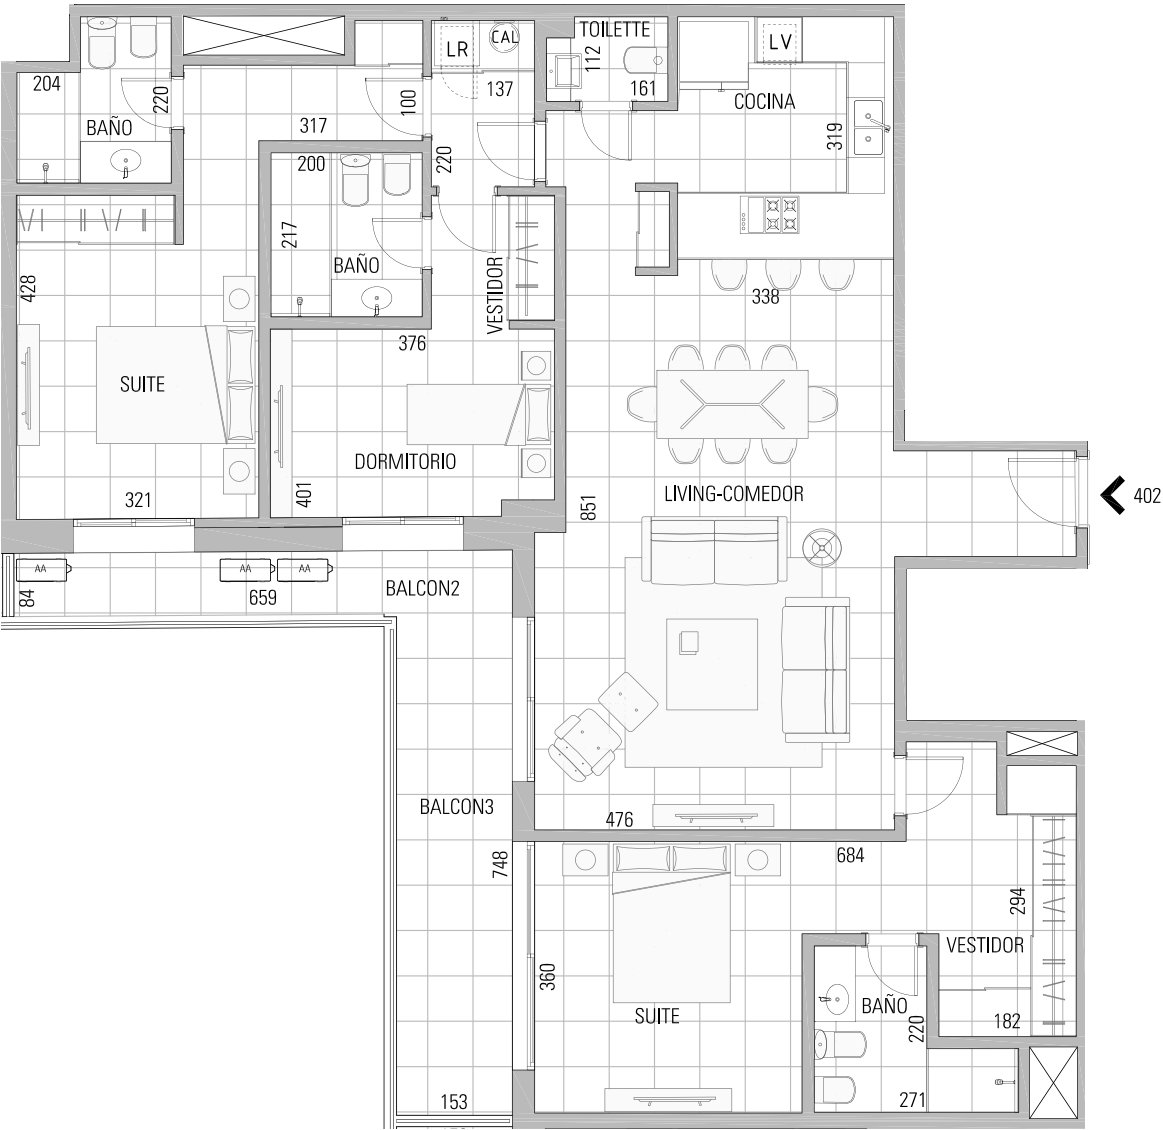 TOILETTE
LR
CAL
LV
112
204
220
137
161
COCINA
100
BAÑO
317
319
200
220
217
BAÑO
VESTIDOR
428
338
376
SUITE
DORMITORIO
LIVING-COMEDOR
402
321
401
851
AA
AA
AA
84
659
BALCON2
BALCON3
476
748
684
294
VESTIDOR
360
BAÑO
SUITE
220
182
153
271